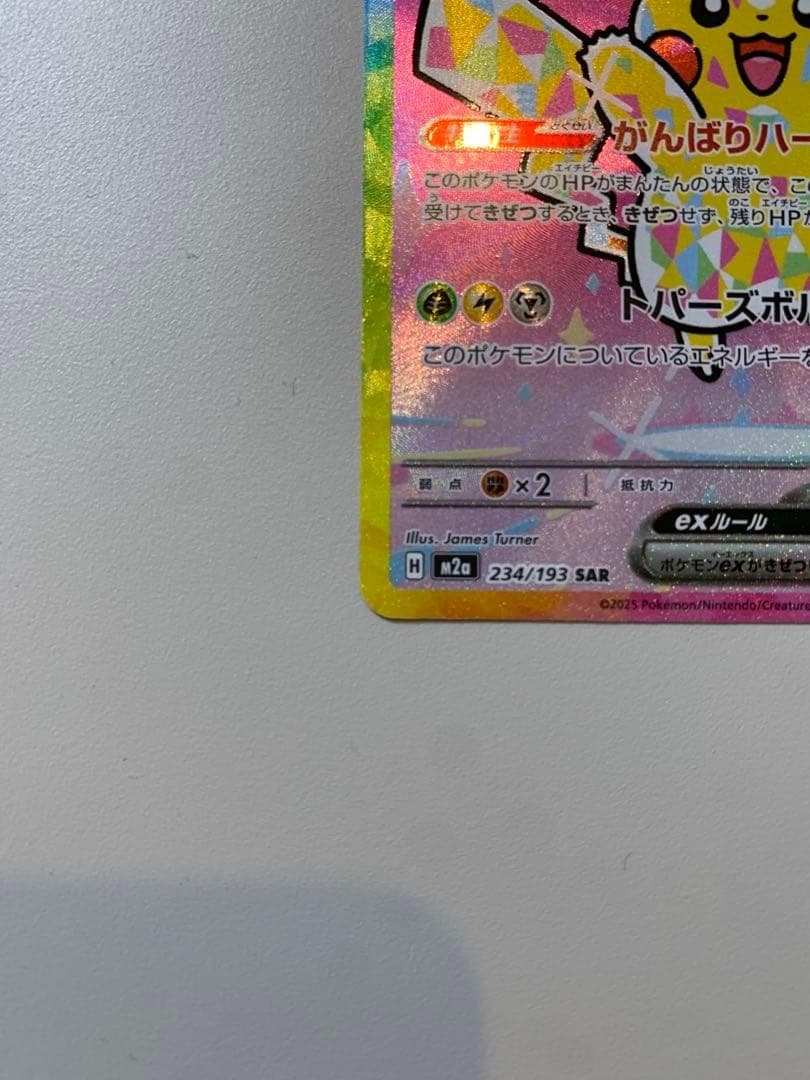 がんばりハー
このポケモンのHPがまんたんの状態で、こ
受けてきぜつするとき、きぜつせず、残りHPが
トパーズボル
このポケモンについているエネルギーを
弱点 ×2 抵抗力
Illus. James Turner
exルール
H M2a 234/193 SAR
ポケモンexがきぜつ
©2025 Pokémon/Nintendo/Creature